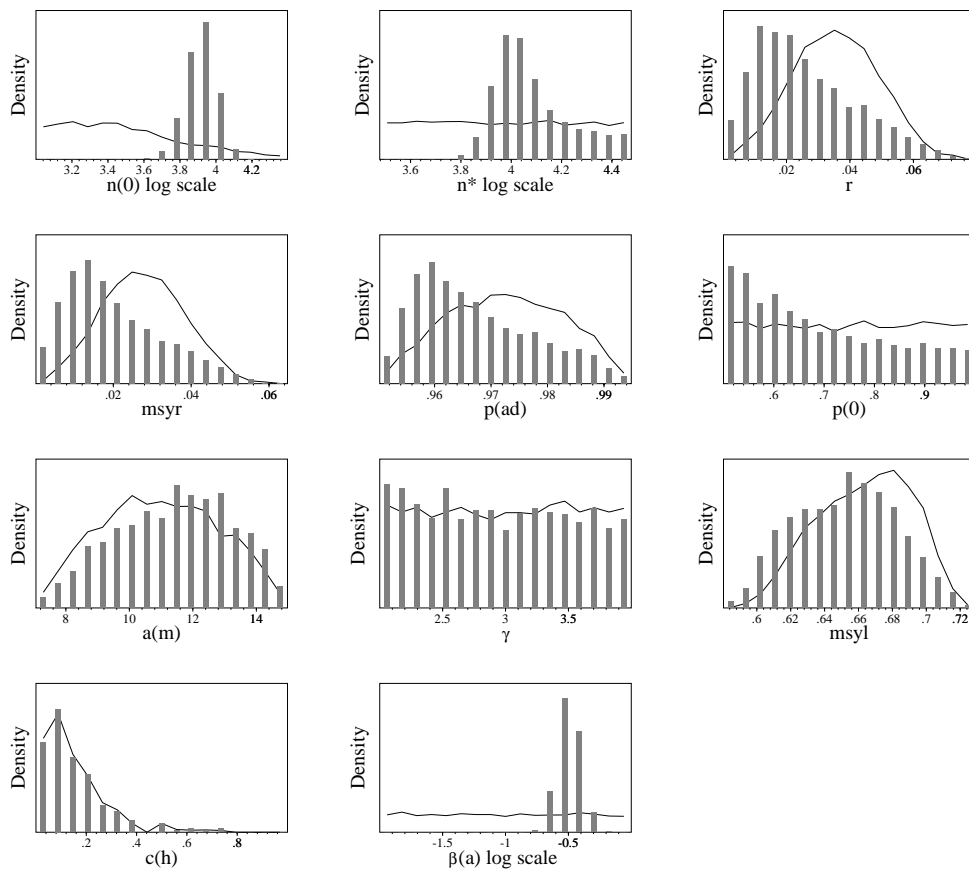 Density
3.2 3.4 3.6 3.8 4 4.2
n(0) log scale
Density
3.6 3.8 4 4.2 4.4
n* log scale
Density
.02 .04 .06
r
Density
.02 .04 .06
msyr
Density
.96 .97 .98 .99
p(ad)
Density
.6 .7 .8 .9
p(0)
Density
8 10 12 14
a(m)
Density
2.5 3 3.5
γ
Density
.6 .62 .64 .66 .68 .7 .72
msyl
Density
.2 .4 .6 .8
c(h)
Density
-1.5 -1 -0.5
β(a) log scale